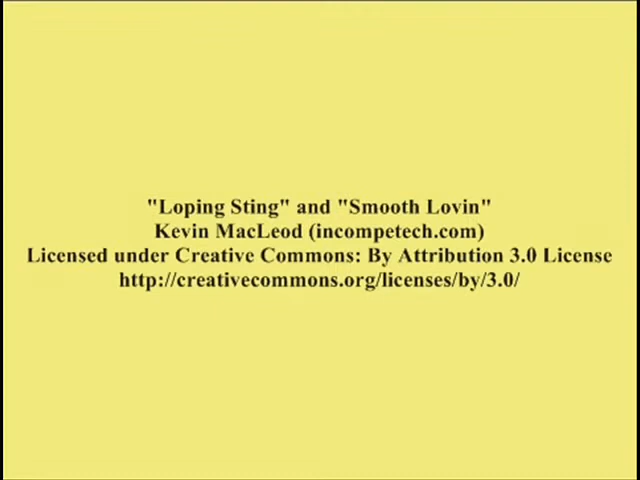 "Loping Sting" and "Smooth Lovin"
Kevin MacLeod (incompetech.com)
Licensed under Creative Commons: By Attribution 3.0 License
http://creativecommons.org/licenses/by/3.0/